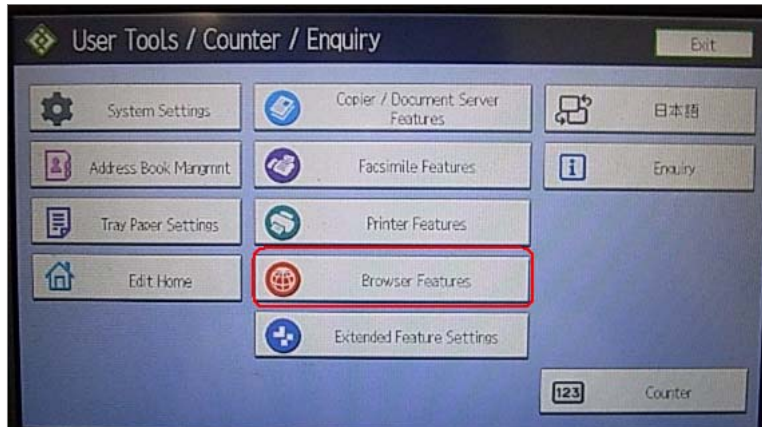 User Tools / Counter / Enquiry
Exit
System Settings
Copier / Document Server
Features
日本語
Address Book Mangmnt
Facsimile Features
Enquiry
Tray Paper Settings
Printer Features
Edit Home
Browser Features
Extended Feature Settings
123
Counter